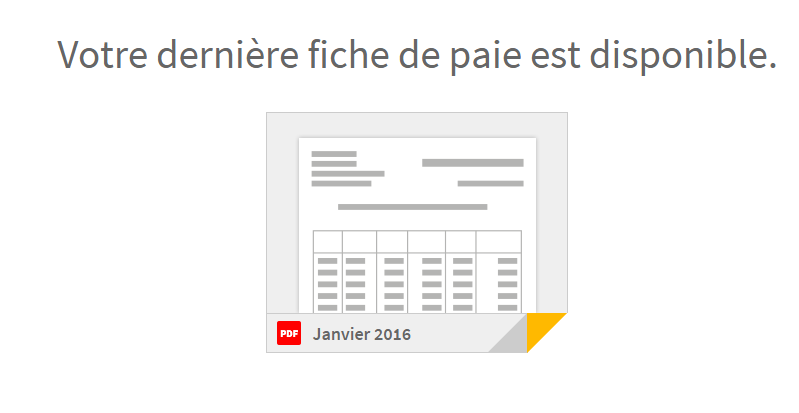 Votre dernière fiche de paie est disponible.
PDF Janvier 2016